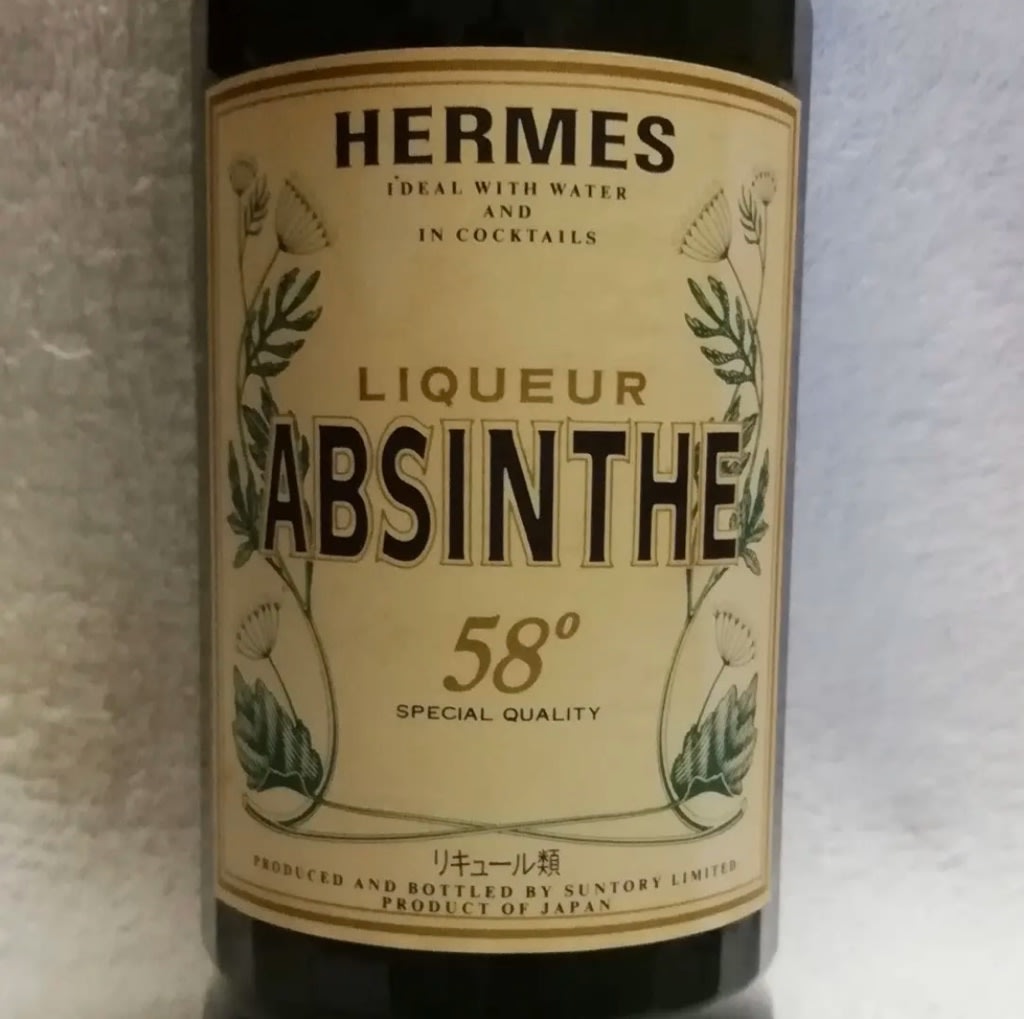 HERMES
IDEAL WITH WATER
AND
IN COCKTAILS
LIQUEUR
ABSINTHE
58º
SPECIAL QUALITY
リキュール類
PRODUCED AND BOTTLED BY SUNTORY LIMITED
PRODUCT OF JAPAN